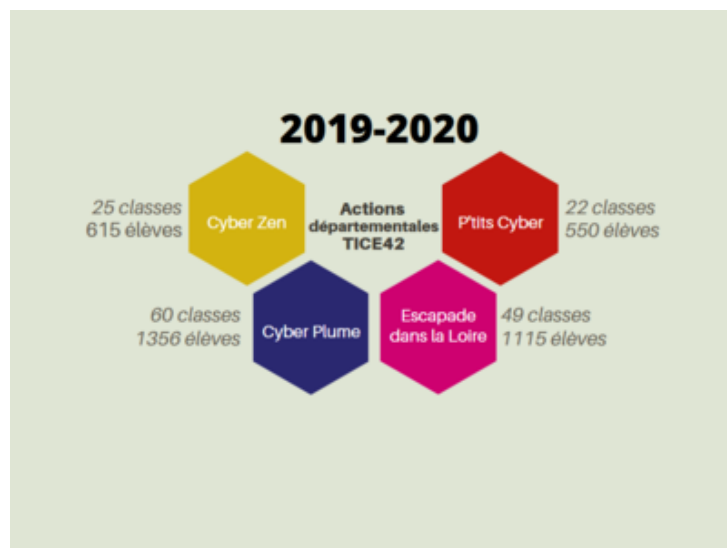 2019-2020
25 classes
615 élèves
Cyber Zen
Actions
départementales
TICE42
P'tits Cyber
22 classes
550 élèves
60 classes
1356 élèves
Cyber Plume
Escapade
dans la Loire
49 classes
1115 élèves